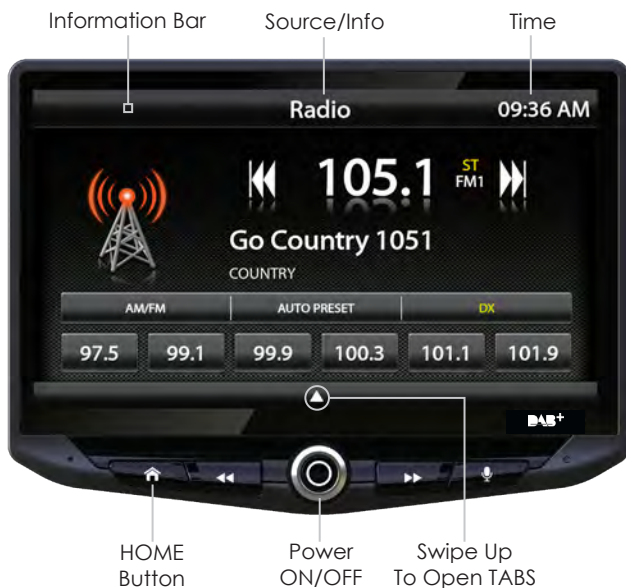 Information Bar Source/Info Time
Radio 09:36 AM
105.1 ST
FM1
Go Country 1051
COUNTRY
AM/FM AUTO PRESET DX
97.5 99.1 99.9 100.3 101.1 101.9
DAB+
HOME
Button
Power
ON/OFF
Swipe Up
To Open TABS